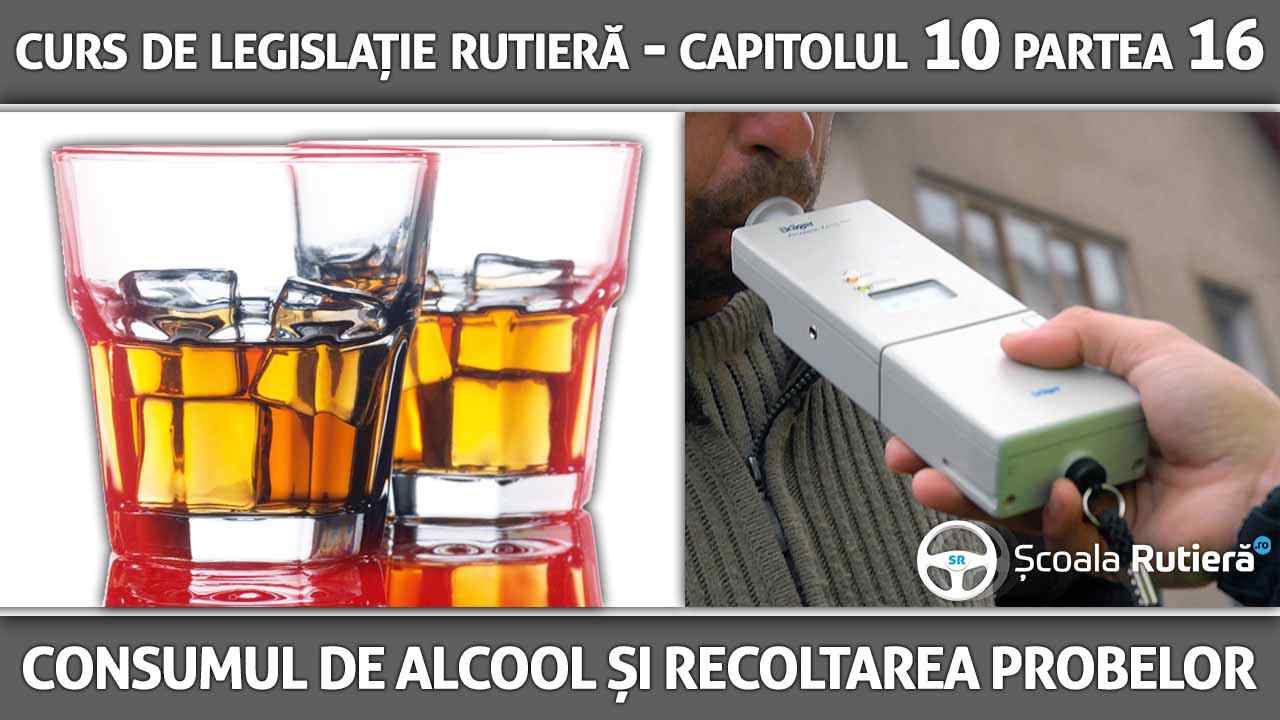 CURS DE LEGISLAȚIE RUTIERĂ - CAPITOLUL 10 PARTEA 16
Dräger
Dräger
SR
Școala Rutieră.ro
CONSUMUL DE ALCOOL ȘI RECOLTAREA PROBELOR